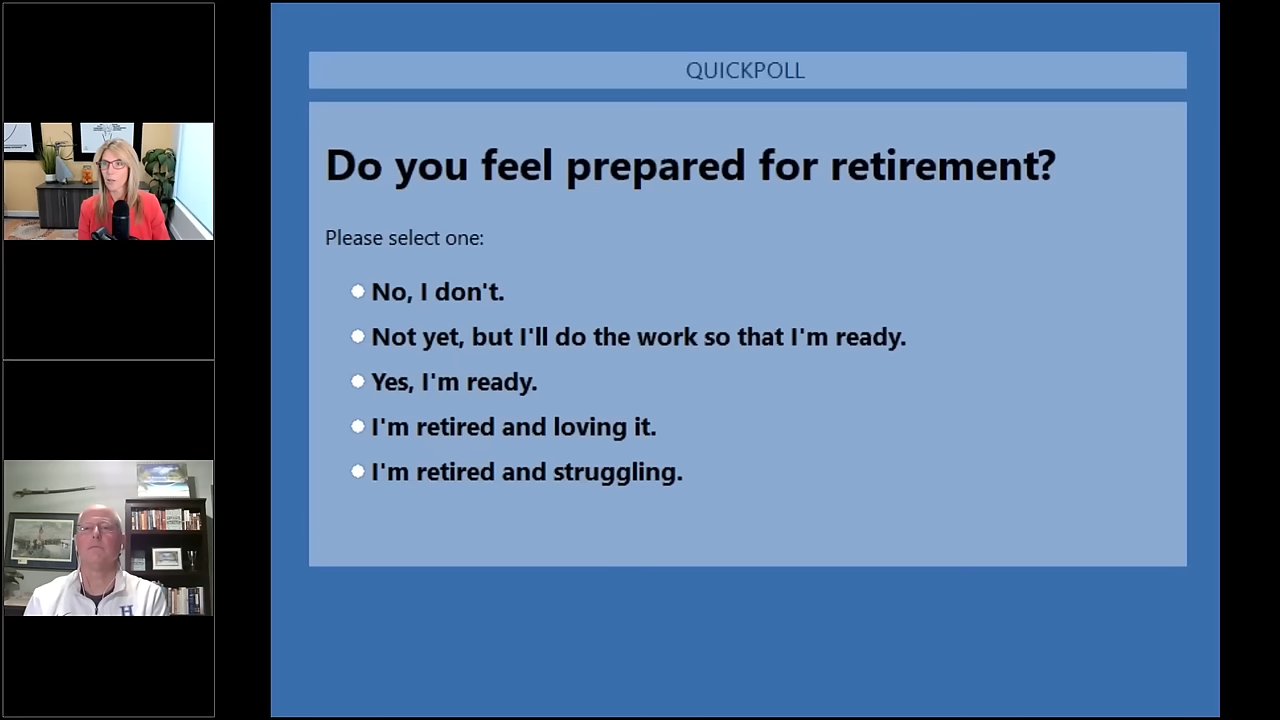 QUICKPOLL
Do you feel prepared for retirement?
Please select one:
No, I don't.
Not yet, but I'll do the work so that I'm ready.
Yes, I'm ready.
I'm retired and loving it.
I'm retired and struggling.
H